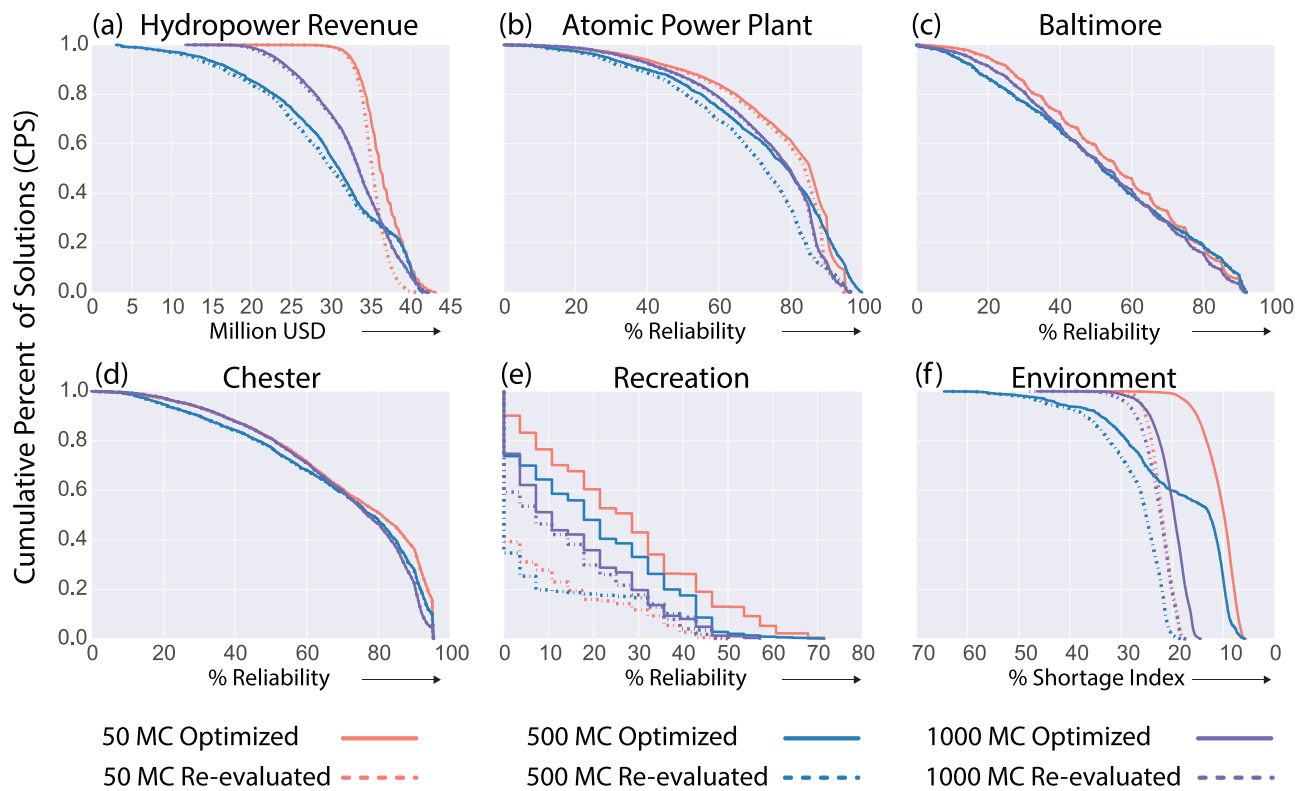 (a) Hydropower Revenue
(b) Atomic Power Plant
(c) Baltimore
Cumulative Percent of Solutions (CPS)
1.0
0.8
0.6
0.4
0.2
0.0
0 5 10 15 20 25 30 35 40 45
Million USD
0 20 40 60 80 100
% Reliability
0 20 40 60 80 100
% Reliability
(d) Chester
(e) Recreation
(f) Environment
1.0
0.8
0.6
0.4
0.2
0.0
0 20 40 60 80 100
% Reliability
0 10 20 30 40 50 60 70 80
% Reliability
70 60 50 40 30 20 10 0
% Shortage Index
50 MC Optimized
500 MC Optimized
1000 MC Optimized
50 MC Re-evaluated
500 MC Re-evaluated
1000 MC Re-evaluated